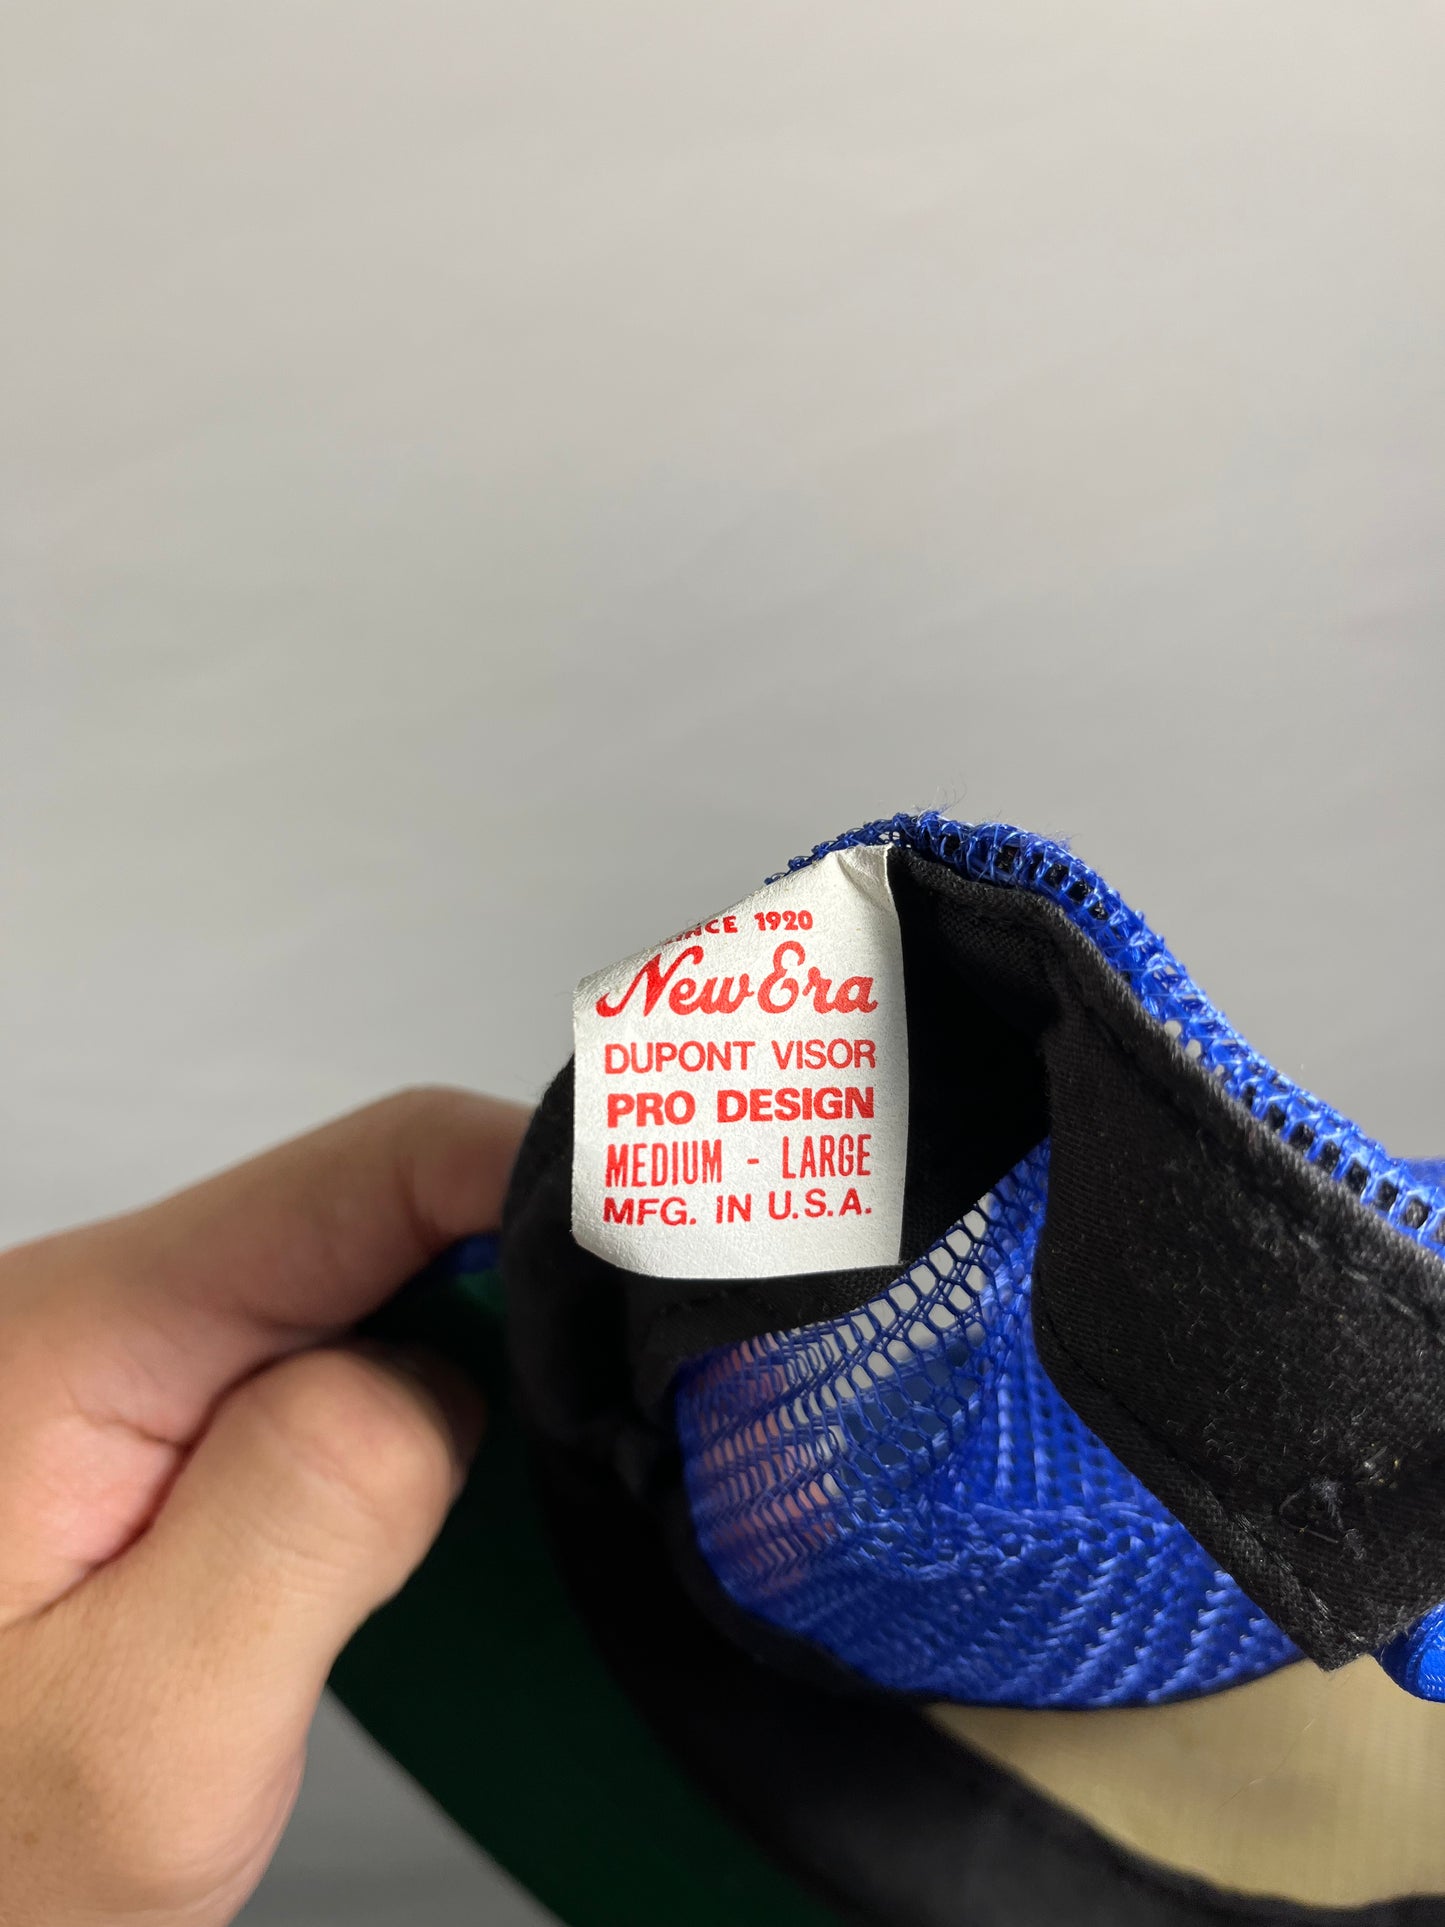 SINCE 1920
New Era
DUPONT VISOR
PRO DESIGN
MEDIUM - LARGE
MFG. IN U.S.A.